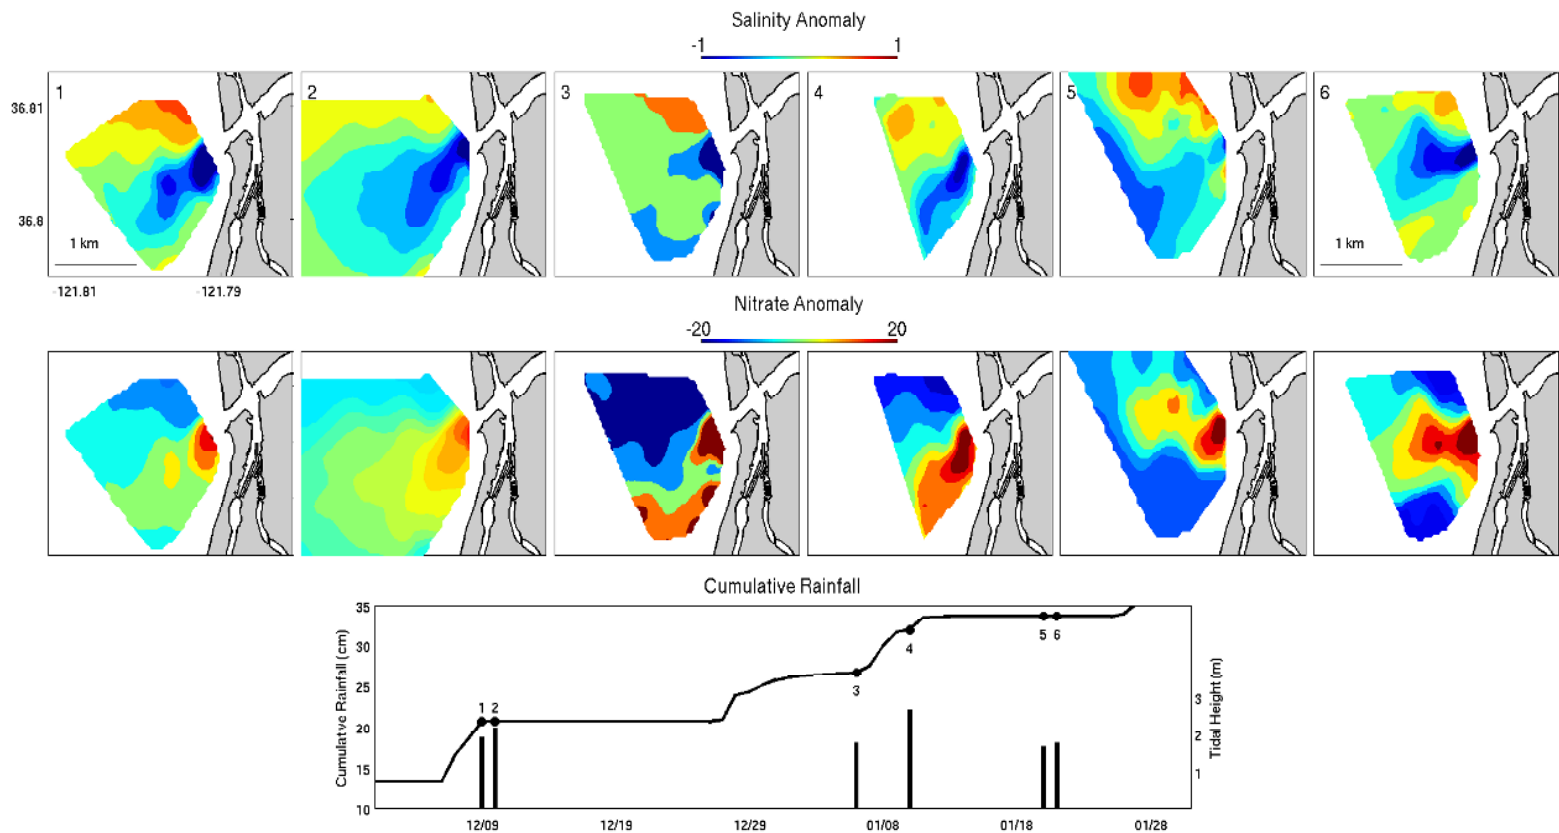 Salinity Anomaly
-1 1
1 2 3 4 5 6
36.81
36.8
1 km 1 km
-121.81 -121.79
Nitrate Anomaly
-20 20
Cumulative Rainfall
Cumulatve Rainfall (cm)
35
30
25
20
15
10
1 2 3 4 5 6
Tidal Height (m)
3
2
1
12/09 12/19 12/29 01/08 01/18 01/28